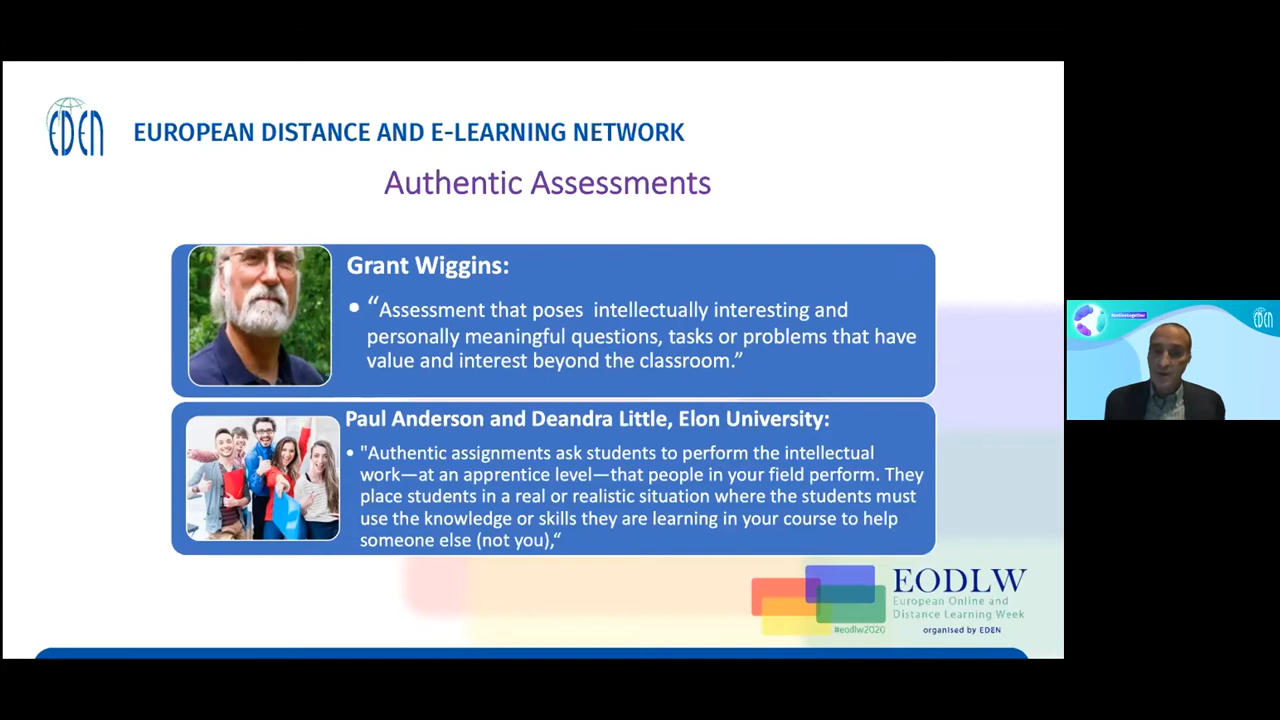 EDEN
EUROPEAN DISTANCE AND E-LEARNING NETWORK
Authentic Assessments
Grant Wiggins:
• “Assessment that poses intellectually interesting and
personally meaningful questions, tasks or problems that have
value and interest beyond the classroom.”
Paul Anderson and Deandra Little, Elon University:
• "Authentic assignments ask students to perform the intellectual
work—at an apprentice level—that people in your field perform. They
place students in a real or realistic situation where the students must
use the knowledge or skills they are learning in your course to help
someone else (not you),“
EODLW
European Online and
Distance Learning Week
#eodlw2020
organised by EDEN
EDEN